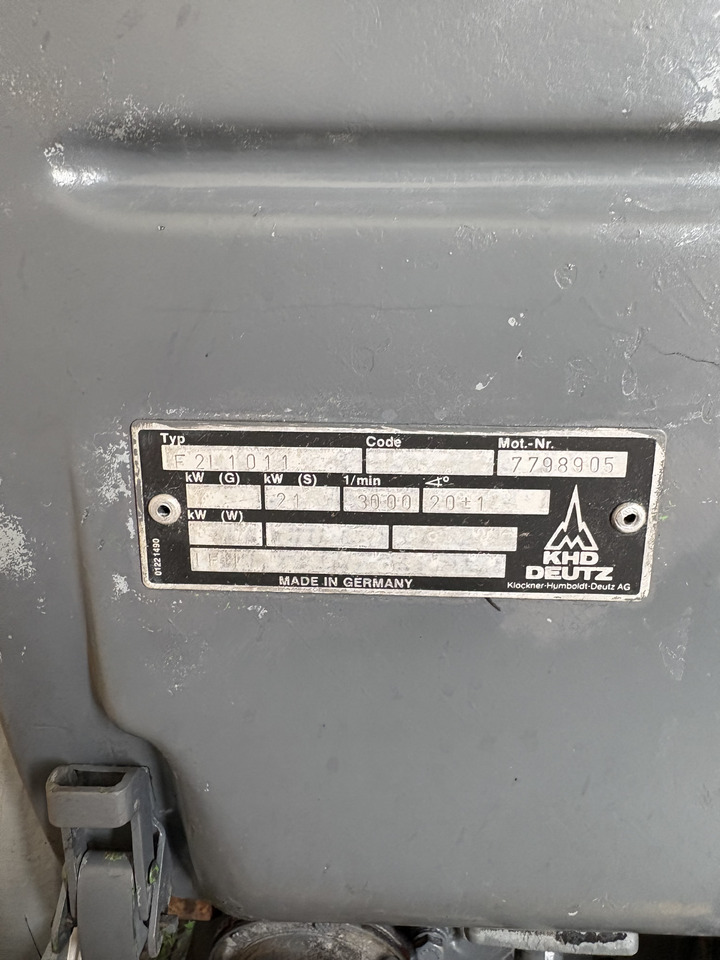 Typ Code Mot.-Nr.
F2L1011 7798905
kW (G) kW (S) 1/min ∢°
21 3000 20±1
kW (W)
KHD
DEUTZ
MADE IN GERMANY
Klöckner-Humboldt-Deutz AG
01221490